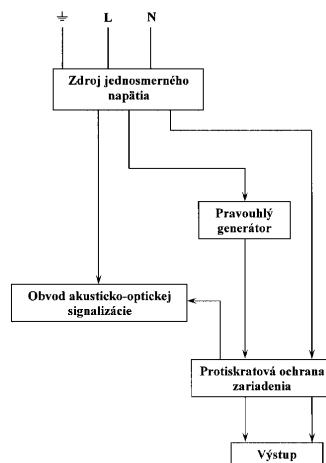 L N
Zdroj jednosmerného
napätia
Pravouhlý
generátor
Obvod akusticko-optickej
signalizácie
Protiskratová ochrana
zariadenia
Výstup